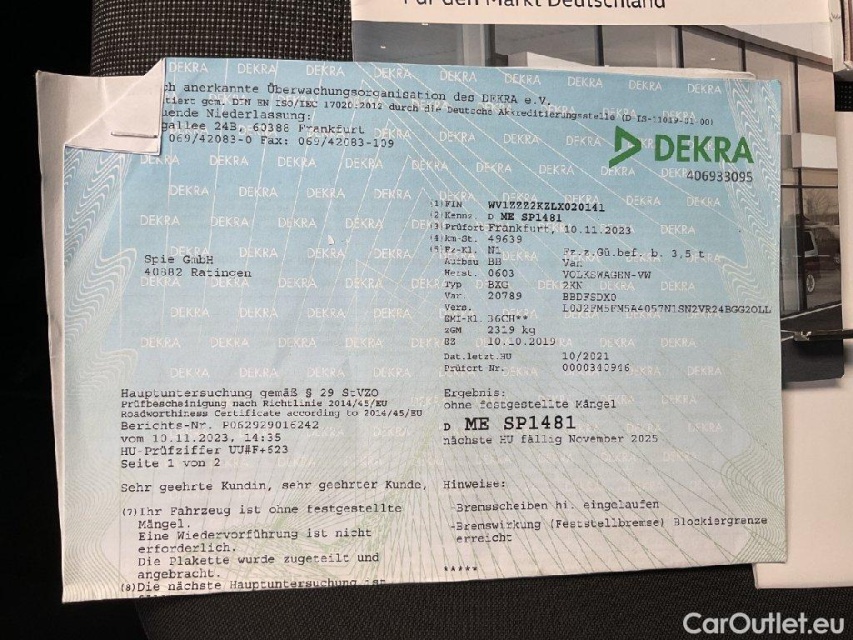 Für den Markt Deutschland
ch anerkannte Überwachungsorganisation des DEKRA e.V.
tiert gem. DIN EN ISO/IEC 17020:2012 durch die Deutsche Akkreditierungsstelle (D-IS-11019-01-00)
ende Niederlassung:
gallee 24B, 60388 Frankfurt
069/42083-0 Fax: 069/42083-109
DEKRA
406933095
(1) FIN WV1ZZZ2KZLX020141
(2) Kennz. D ME SP1481
(3) Prüfort Frankfurt, 10.11.2023
(4) km-St. 49639
(5) Fz-Kl. N1 Fz.z.Gü.bef. b. 3,5 t
Aufbau BB Van
Herst. 0603 VOLKSWAGEN-VW
Typ BXG 2KN
Var. 20789 BBDFSDX0
Vers. L0J2FM5FM5A4057N1SN2VR24BGG2OLL
EMI-Kl. 36CH**
zGM 2319 kg
EZ 10.10.2019
Spie GmbH
40882 Ratingen
Dat.letzt.HU 10/2021
Prüfort Nr. 0000340946
Hauptuntersuchung gemäß § 29 StVZO
Prüfbescheinigung nach Richtlinie 2014/45/EU
Roadworthiness Certificate according to 2014/45/EU
Berichts-Nr. P062929016242
vom 10.11.2023, 14:35
HU-Prüfziffer UU#F+523
Seite 1 von 2
Ergebnis:
ohne festgestellte Mängel
D ME SP1481
nächste HU fällig November 2025
Sehr geehrte Kundin, sehr geehrter Kunde,
(7) Ihr Fahrzeug ist ohne festgestellte
Mängel.
Eine Wiedervorführung ist nicht
erforderlich.
Die Plakette wurde zugeteilt und
angebracht.
(8) Die nächste Hauptuntersuchung ist
Hinweise:
-Bremsscheiben hi. eingelaufen
-Bremswirkung (Feststellbremse) Blockiergrenze
erreicht
*****
CarOutlet.eu